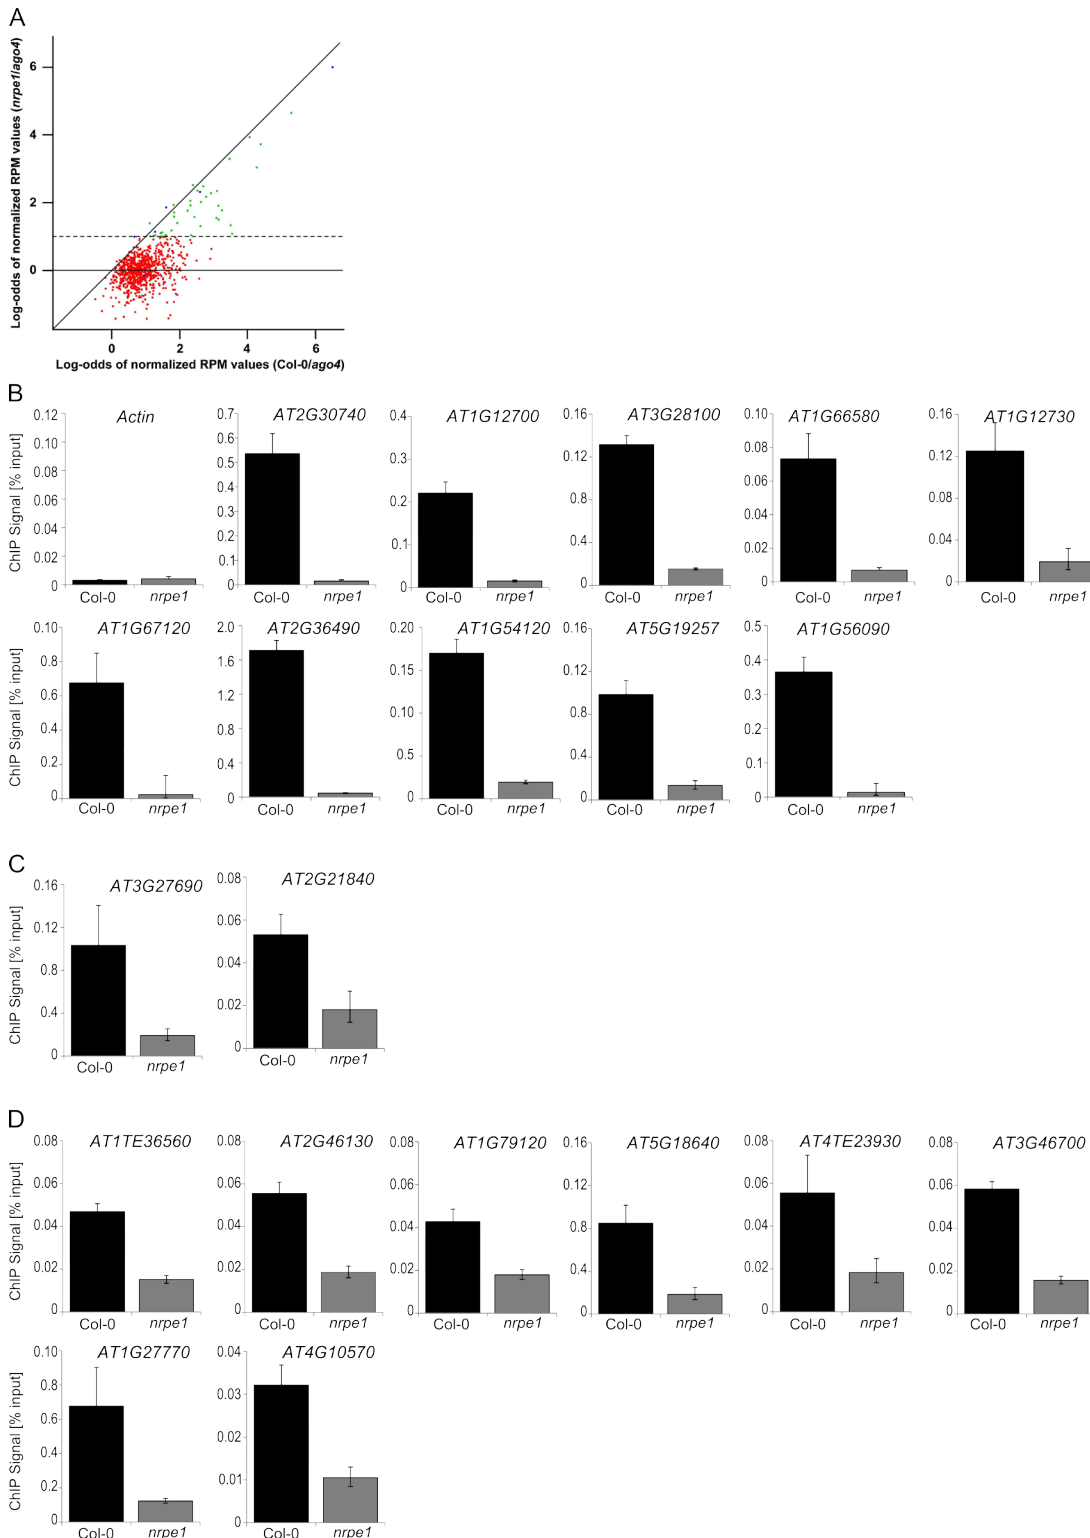 A
Log-odds of normalized RPM values (nrpe1/ago4)
6
4
2
0
0 2 4 6
Log-odds of normalized RPM values (Col-0/ago4)
B
ChIP Signal [% input]
Actin
0.12
0.10
0.08
0.06
0.04
0.02
0
Col-0 nrpe1
AT2G30740
0.7
0.6
0.5
0.4
0.3
0.2
0.1
0
Col-0 nrpe1
AT1G12700
0.4
0.3
0.2
0.1
0
Col-0 nrpe1
AT3G28100
0.16
0.12
0.8
0.4
0
Col-0 nrpe1
AT1G66580
0.10
0.08
0.06
0.04
0.02
0
Col-0 nrpe1
AT1G12730
0.16
0.12
0.08
0.04
0
Col-0 nrpe1
ChIP Signal [% input]
AT1G67120
0.10
0.8
0.6
0.4
0.2
0
Col-0 nrpe1
AT2G36490
2.0
1.6
1.2
0.8
0.4
0
Col-0 nrpe1
AT1G54120
0.20
0.15
0.10
0.5
0
Col-0 nrpe1
AT5G19257
0.16
0.12
0.8
0.4
0
Col-0 nrpe1
AT1G56090
0.5
0.4
0.3
0.2
0.1
0
Col-0 nrpe1
C
ChIP Signal [% input]
AT3G27690
0.16
0.12
0.8
0.4
0
Col-0 nrpe1
AT2G21840
0.08
0.06
0.04
0.02
0
Col-0 nrpe1
D
ChIP Signal [% input]
AT1TE36560
0.08
0.06
0.04
0.02
0
Col-0 nrpe1
AT2G46130
0.08
0.06
0.04
0.02
0
Col-0 nrpe1
AT1G79120
0.08
0.06
0.04
0.02
0
Col-0 nrpe1
AT5G18640
0.16
0.12
0.8
0.4
0
Col-0 nrpe1
AT4TE23930
0.08
0.06
0.04
0.02
0
Col-0 nrpe1
AT3G46700
0.08
0.06
0.04
0.02
0
Col-0 nrpe1
ChIP Signal [% input]
AT1G27770
0.10
0.8
0.6
0.4
0.2
0
Col-0 nrpe1
AT4G10570
0.04
0.03
0.02
0.01
0
Col-0 nrpe1